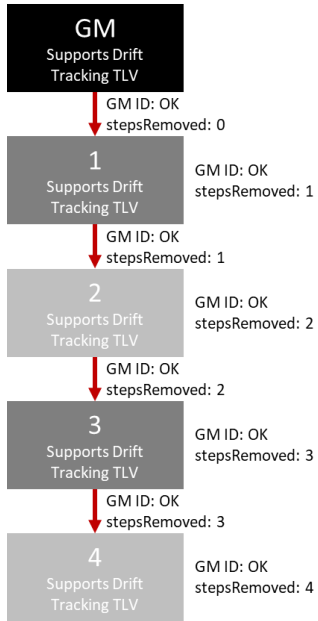 GM
Supports Drift
Tracking TLV
GM ID: OK
stepsRemoved: 0
1
Supports Drift
Tracking TLV
GM ID: OK
stepsRemoved: 1
GM ID: OK
stepsRemoved: 1
2
Supports Drift
Tracking TLV
GM ID: OK
stepsRemoved: 2
GM ID: OK
stepsRemoved: 2
3
Supports Drift
Tracking TLV
GM ID: OK
stepsRemoved: 3
GM ID: OK
stepsRemoved: 3
4
Supports Drift
Tracking TLV
GM ID: OK
stepsRemoved: 4